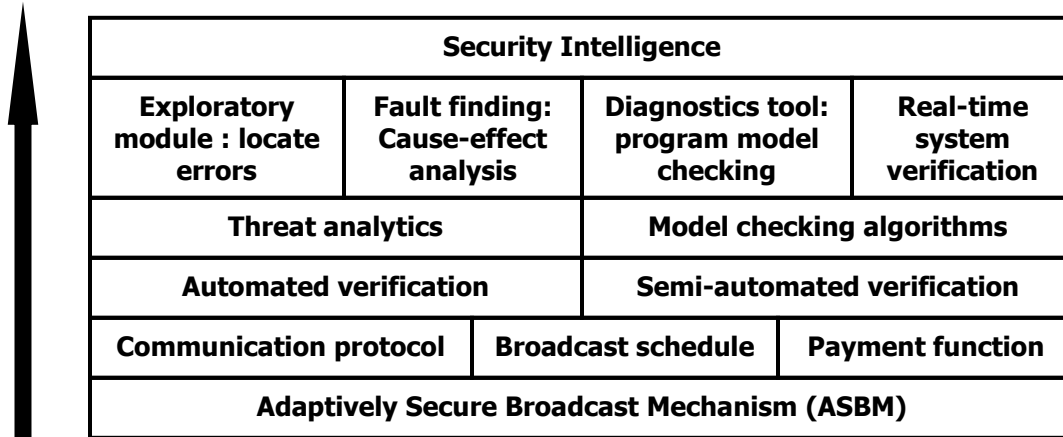 Security Intelligence
Exploratory
module : locate
errors
Fault finding:
Cause-effect
analysis
Diagnostics tool:
program model
checking
Real-time
system
verification
Threat analytics
Model checking algorithms
Automated verification
Semi-automated verification
Communication protocol
Broadcast schedule
Payment function
Adaptively Secure Broadcast Mechanism (ASBM)